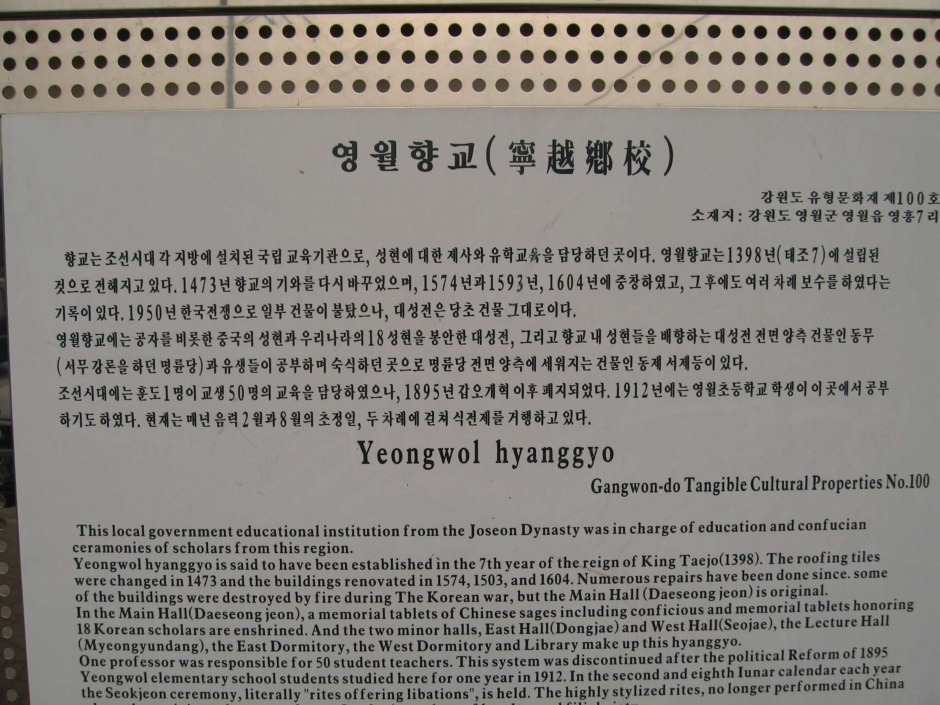 영월향교(寧越鄕校)
강원도 유형문화재 제100호
소재지: 강원도 영월군 영월읍 영흥7리
향교는 조선시대 각 지방에 설치된 국립 교육기관으로, 성현에 대한 제사와 유학교육을 담당하던 곳이다. 영월향교는 1398년(태조7)에 설립된
것으로 전해지고 있다. 1473년 향교의 기와를 다시 바꾸었으며, 1574년과 1593년, 1604년에 중창하였고, 그 후에도 여러 차례 보수를 하였다는
기록이 있다. 1950년 한국전쟁으로 일부 건물이 불탔으나, 대성전은 당초 건물 그대로이다.
영월향교에는 공자를 비롯한 중국의 성현과 우리나라의 18성현을 봉안한 대성전, 그리고 향교 내 성현들을 배향하는 대성전 전면 양측 건물인 동무
(서무 강론을 하던 명륜당)과 유생들이 공부하며 숙식하던 곳으로 명륜당 전면 양측에 세워지는 건물인 동제 서재등이 있다.
조선시대에는 훈도1명이 교생50명의 교육을 담당하였으나, 1895년 갑오개혁 이후 폐지되었다. 1912년에는 영월초등학교 학생이 이 곳에서 공부
하기도 하였다. 현재는 매년 음력 2월과 8월의 초정일, 두 차례에 걸쳐 식전제를 거행하고 있다.
Yeongwol hyanggyo
Gangwon-do Tangible Cultural Properties No.100
This local government educational institution from the Joseon Dynasty was in charge of education and confucian
ceramonies of scholars from this region.
Yeongwol hyanggyo is said to have been established in the 7th year of the reign of King Taejo(1398). The roofing tiles
were changed in 1473 and the buildings renovated in 1574, 1503, and 1604. Numerous repairs have been done since. some
of the buildings were destroyed by fire during The Korean war, but the Main Hall (Daeseong jeon) is original.
In the Main Hall(Daeseong jeon), a memorial tablets of Chinese sages including conficious and memorial tablets honoring
18 Korean scholars are enshrined. And the two minor halls, East Hall(Dongjae) and West Hall(Seojae), the Lecture Hall
(Myeongyundang), the East Dormitory, the West Dormitory and Library make up this hyanggyo.
One professor was responsible for 50 student teachers. This system was discontinued after the political Reform of 1895
Yeongwol elementary school students studied here for one year in 1912. In the second and eighth lunar calendar each year
the Seokjeon ceremony, literally "rites offering libations", is held. The highly stylized rites, no longer performed in China